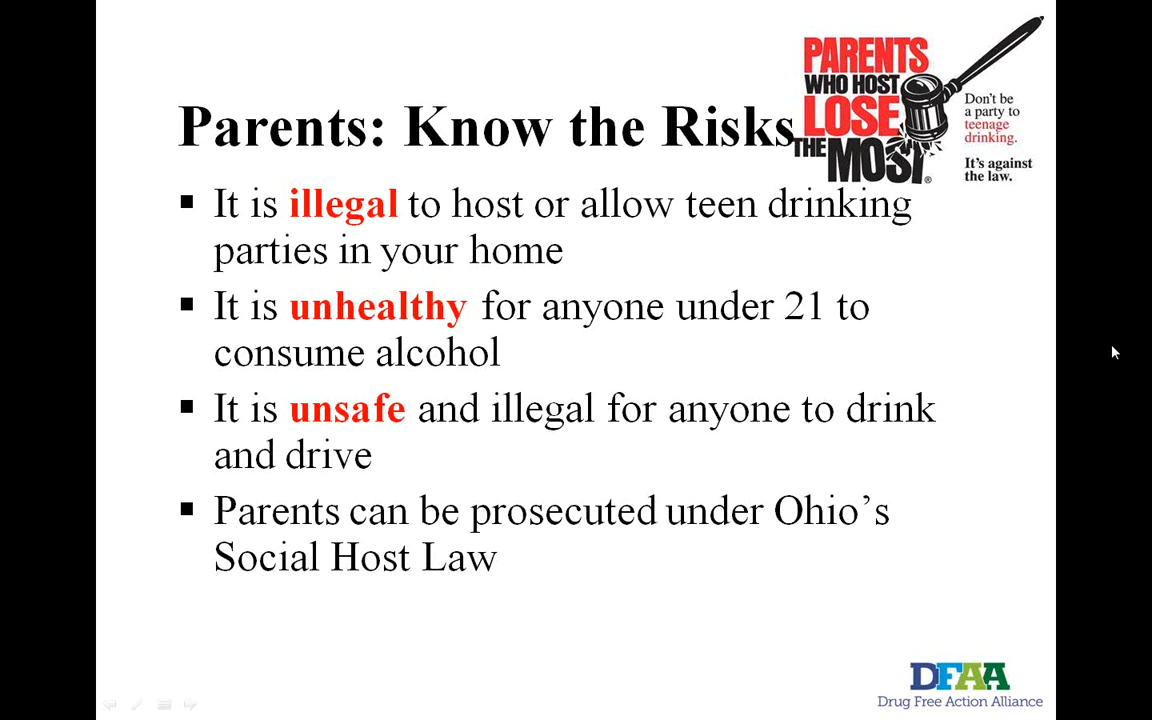 PARENTS
WHO HOST
LOSE
THE MOST®
Don't be
a party to
teenage
drinking.
It's against
the law.
Parents: Know the Risks
▪ It is illegal to host or allow teen drinking
parties in your home
▪ It is unhealthy for anyone under 21 to
consume alcohol
▪ It is unsafe and illegal for anyone to drink
and drive
▪ Parents can be prosecuted under Ohio’s
Social Host Law
DFAA
Drug Free Action Alliance